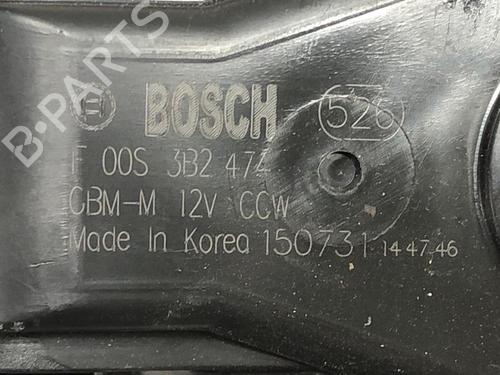 B-PARTS
BOSCH 526
F 00S 3B2 474
CBM-M 12V CCW
Made In Korea 150731 14 47 46